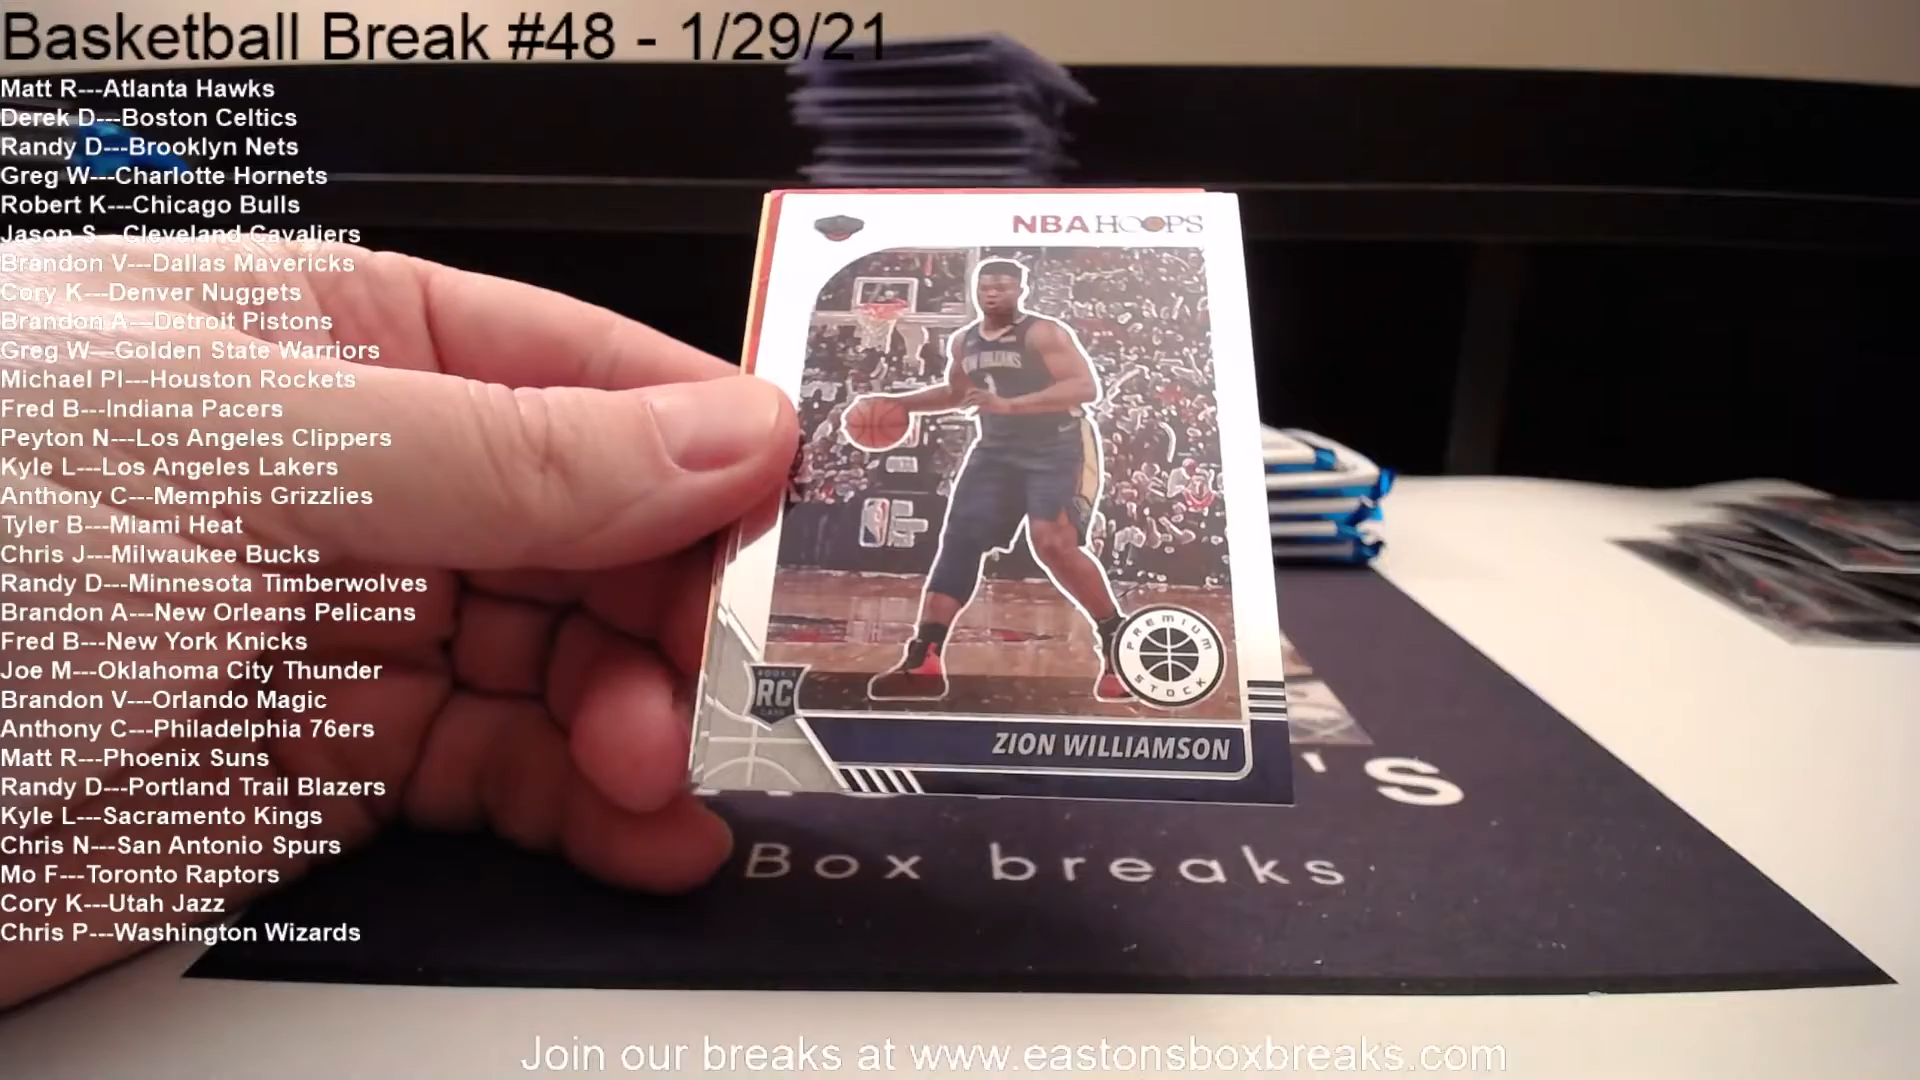 Basketball Break #48 - 1/29/21
Matt R---Atlanta Hawks
Derek D---Boston Celtics
Randy D---Brooklyn Nets
Greg W---Charlotte Hornets
Robert K---Chicago Bulls
Jason S---Cleveland Cavaliers
Brandon V---Dallas Mavericks
Cory K---Denver Nuggets
Brandon A---Detroit Pistons
Greg W---Golden State Warriors
Michael Pl---Houston Rockets
Fred B---Indiana Pacers
Peyton N---Los Angeles Clippers
Kyle L---Los Angeles Lakers
Anthony C---Memphis Grizzlies
Tyler B---Miami Heat
Chris J---Milwaukee Bucks
Randy D---Minnesota Timberwolves
Brandon A---New Orleans Pelicans
Fred B---New York Knicks
Joe M---Oklahoma City Thunder
Brandon V---Orlando Magic
Anthony C---Philadelphia 76ers
Matt R---Phoenix Suns
Randy D---Portland Trail Blazers
Kyle L---Sacramento Kings
Chris N---San Antonio Spurs
Mo F---Toronto Raptors
Cory K---Utah Jazz
Chris P---Washington Wizards
NBA HOOPS
NEW ORLEANS
1
PREMIUM
STOCK
RC
ZION WILLIAMSON
'S
Box breaks
Join our breaks at www.eastonsboxbreaks.com